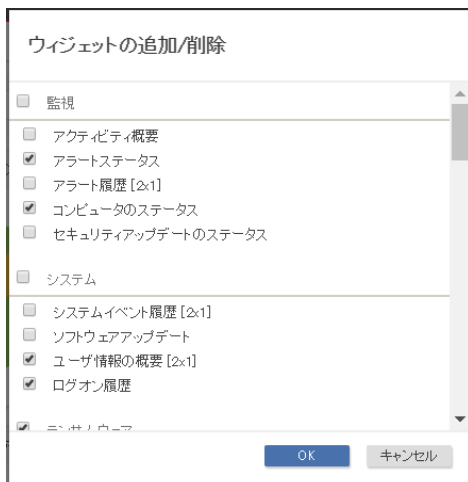 ウィジェットの追加/削除
監視
アクティビティ概要
アラートステータス
アラート履歴 [2x1]
コンピュータのステータス
セキュリティアップデートのステータス
システム
システムイベント履歴 [2x1]
ソフトウェアアップデート
ユーザ情報の概要 [2x1]
ログオン履歴
OK
キャンセル